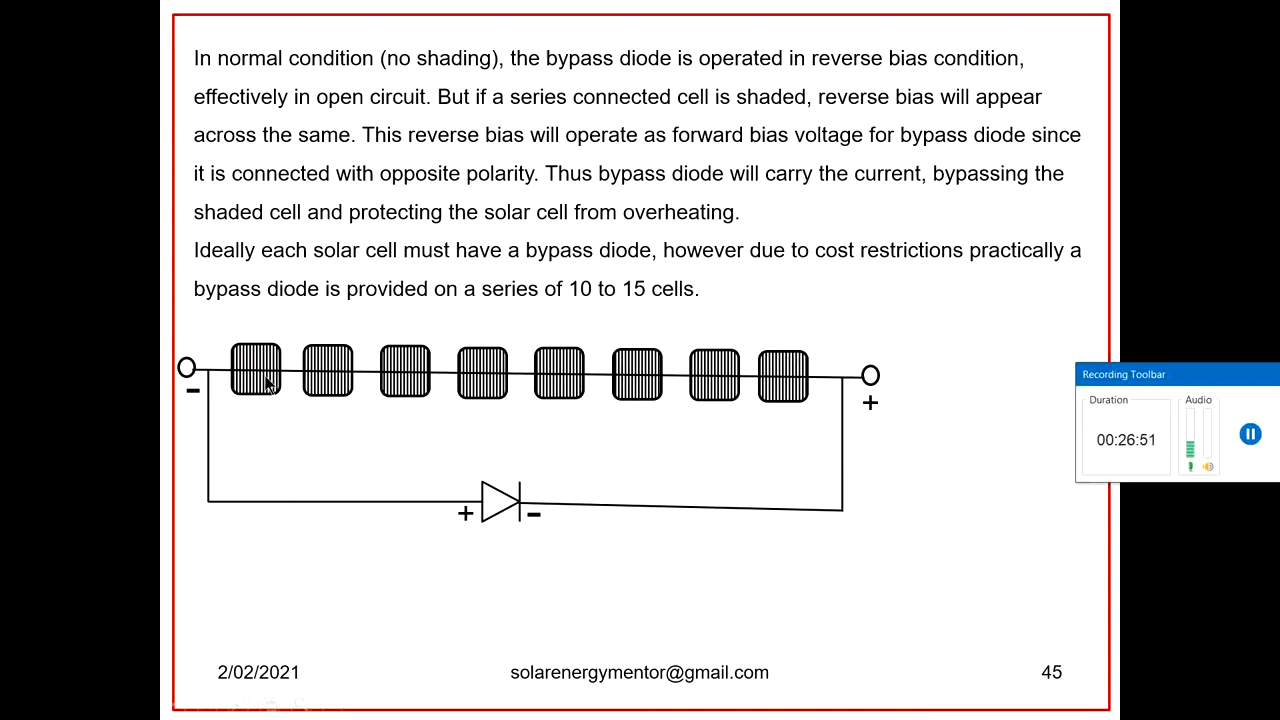 In normal condition (no shading), the bypass diode is operated in reverse bias condition,
effectively in open circuit. But if a series connected cell is shaded, reverse bias will appear
across the same. This reverse bias will operate as forward bias voltage for bypass diode since
it is connected with opposite polarity. Thus bypass diode will carry the current, bypassing the
shaded cell and protecting the solar cell from overheating.
Ideally each solar cell must have a bypass diode, however due to cost restrictions practically a
bypass diode is provided on a series of 10 to 15 cells.
- +
+ -
Recording Toolbar
Duration Audio
00:26:51
2/02/2021 solarenergymentor@gmail.com 45